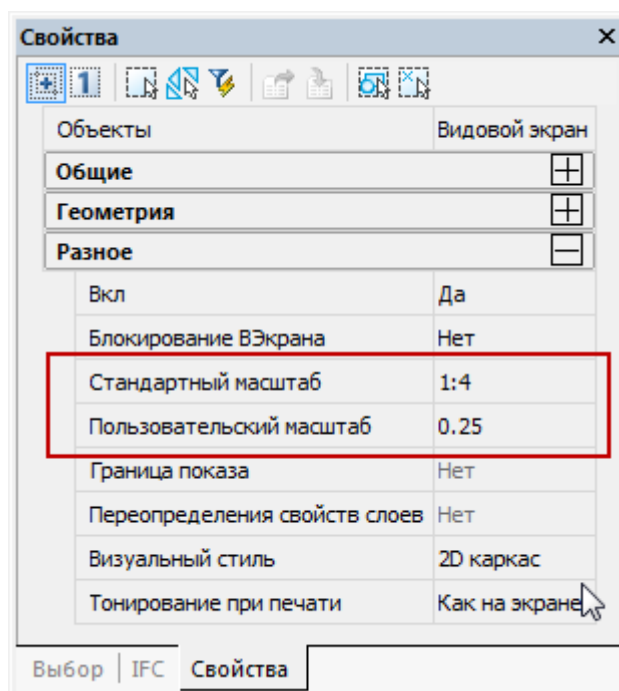 Свойства
1
Объекты Видовой экран
Общие
Геометрия
Разное
Вкл Да
Блокирование ВЭкрана Нет
Стандартный масштаб 1:4
Пользовательский масштаб 0.25
Граница показа Нет
Переопределения свойств слоев Нет
Визуальный стиль 2D каркас
Тонирование при печати Как на экране
Выбор IFC Свойства